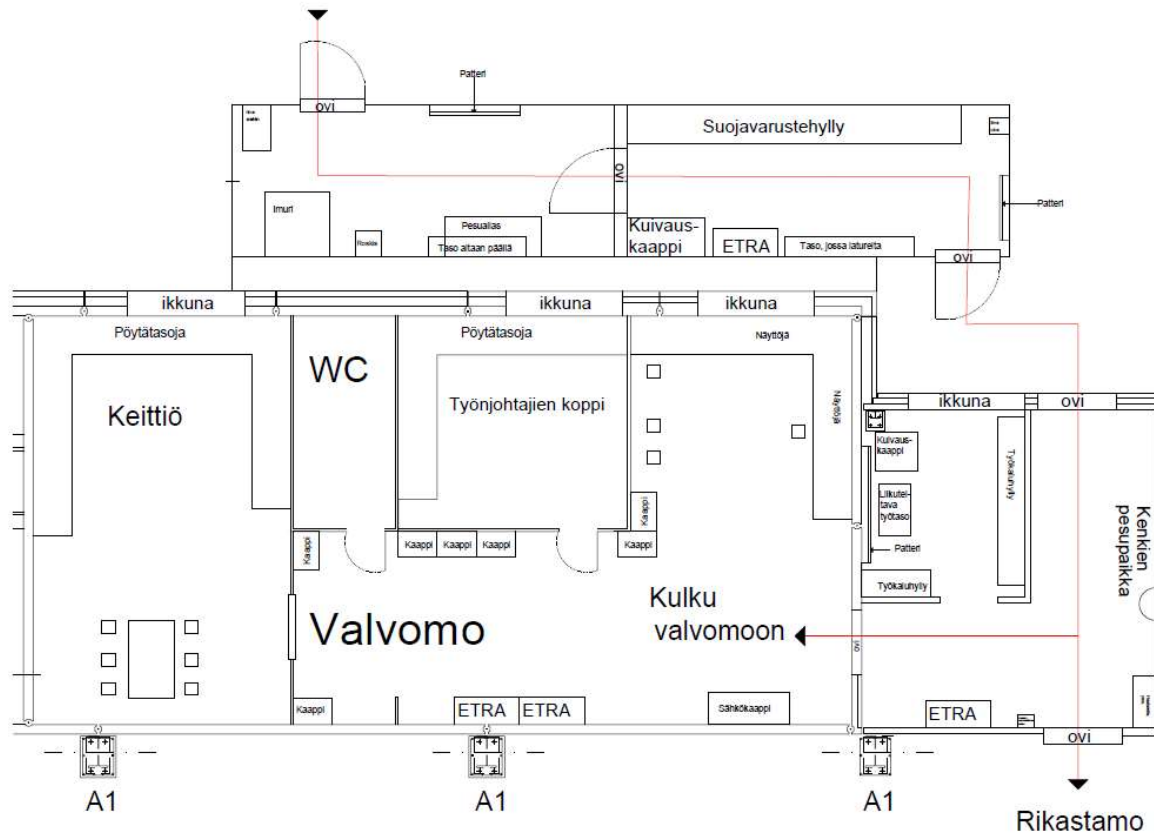 ovi
Patteri
Suojavarustehylly
ovi
Patteri
Imuri
Pesuallas
Taso altaan päällä
Kuivaus-
kaappi
ETRA
Taso, jossa latureita
ovi
ikkuna
ikkuna
ikkuna
Pöytätasoja
Pöytätasoja
Näyttöjä
WC
Keittiö
Työnjohtajien koppi
Näyttöjä
ikkuna
ovi
Kuivaus-
kaappi
Työkaluhylly
Liikutel-
tava
työtaso
Kaappi
Kenkien
pesupaikka
Kaappi
Kaappi
Kaappi
Kaappi
Kaappi
Patteri
Työkaluhylly
Valvomo
Kulku
valvomoon
ovi
Kaappi
ETRA
ETRA
Sähkökaappi
ETRA
ovi
A1
A1
A1
Rikastamo